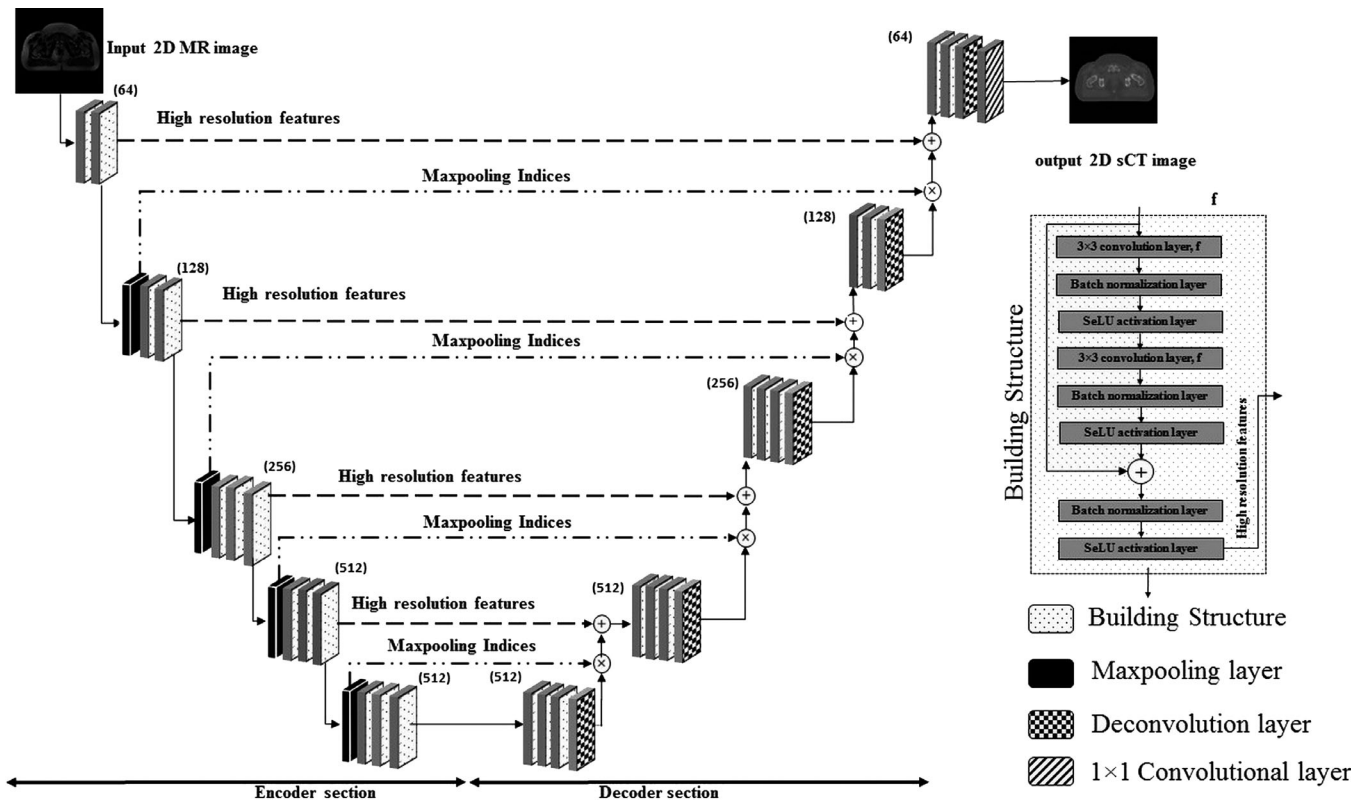 Input 2D MR image
(64)
High resolution features
Maxpooling Indices
(64)
output 2D sCT image
(128)
High resolution features
Maxpooling Indices
(128)
(256)
High resolution features
Maxpooling Indices
(256)
(512)
High resolution features
Maxpooling Indices
(512)
(512)
(512)
Encoder section
Decoder section
f
Building Structure
3×3 convolution layer, f
Batch normalization layer
SeLU activation layer
3×3 convolution layer, f
Batch normalization layer
SeLU activation layer
+
Batch normalization layer
SeLU activation layer
High resolution features
Building Structure
Maxpooling layer
Deconvolution layer
1×1 Convolutional layer